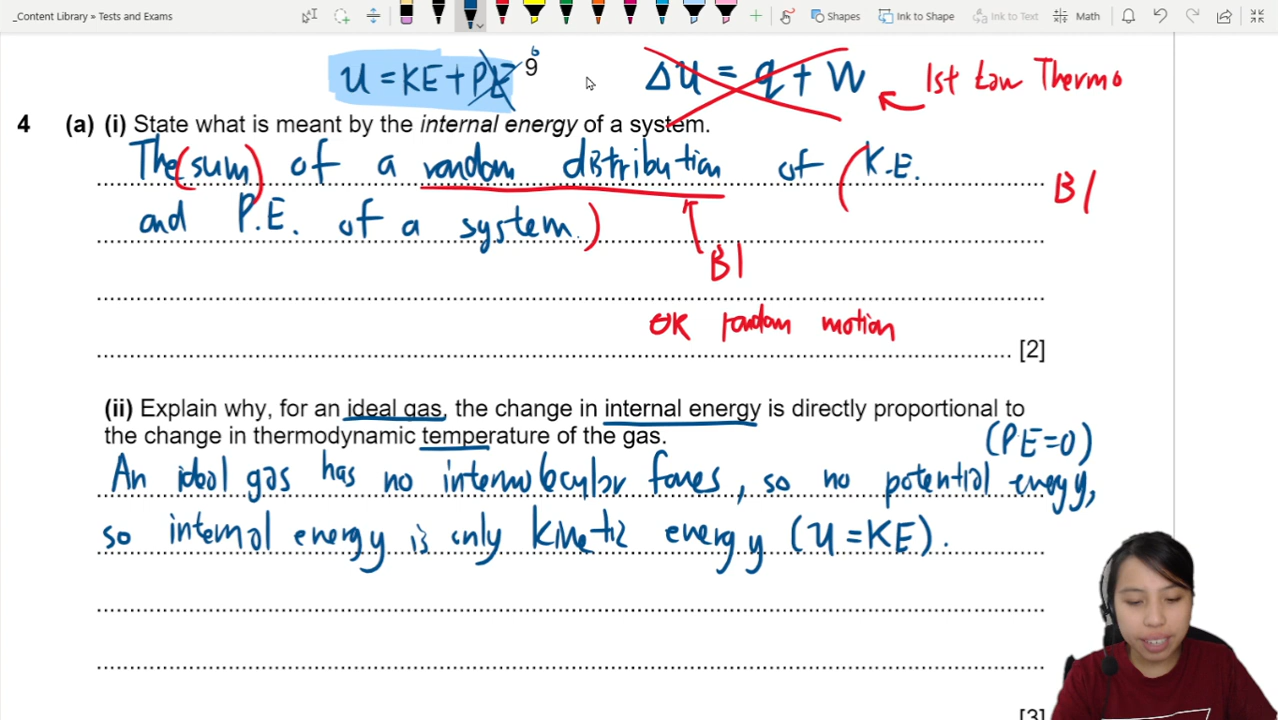 _Content Library » Tests and Exams
Shapes
Ink to Shape
Ink to Text
Math
U = KE + PE
9
ΔU = q + W
1st Law Thermo
4 (a) (i) State what is meant by the internal energy of a system.
The (sum) of a random distribution of (K.E.
B1
and P.E. of a system.)
B1
OR random motion
[2]
(ii) Explain why, for an ideal gas, the change in internal energy is directly proportional to
the change in thermodynamic temperature of the gas.
(PE=0)
An ideal gas has no intermolecular forces, so no potential energy,
so internal energy is only kinetic energy (U = KE).
[3]